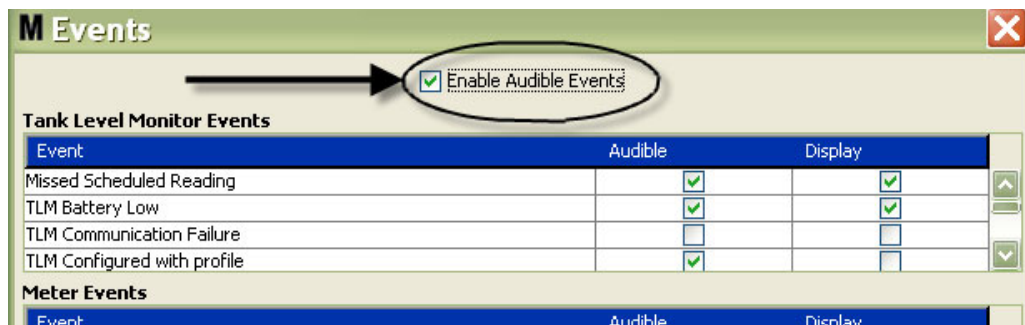 M Events
Enable Audible Events
Tank Level Monitor Events
Event Audible Display
Missed Scheduled Reading
TLM Battery Low
TLM Communication Failure
TLM Configured with profile
Meter Events
Event Audible Display